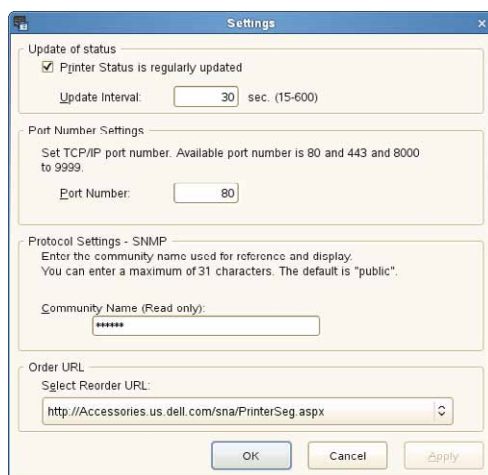 Settings
Update of status
Printer Status is regularly updated
Update Interval: 30 sec. (15-600)
Port Number Settings
Set TCP/IP port number. Available port number is 80 and 443 and 8000
to 9999.
Port Number: 80
Protocol Settings - SNMP
Enter the community name used for reference and display.
You can enter a maximum of 31 characters. The default is "public".
Community Name (Read only):
******
Order URL
Select Reorder URL:
http://Accessories.us.dell.com/sna/PrinterSeg.aspx
OK Cancel Apply